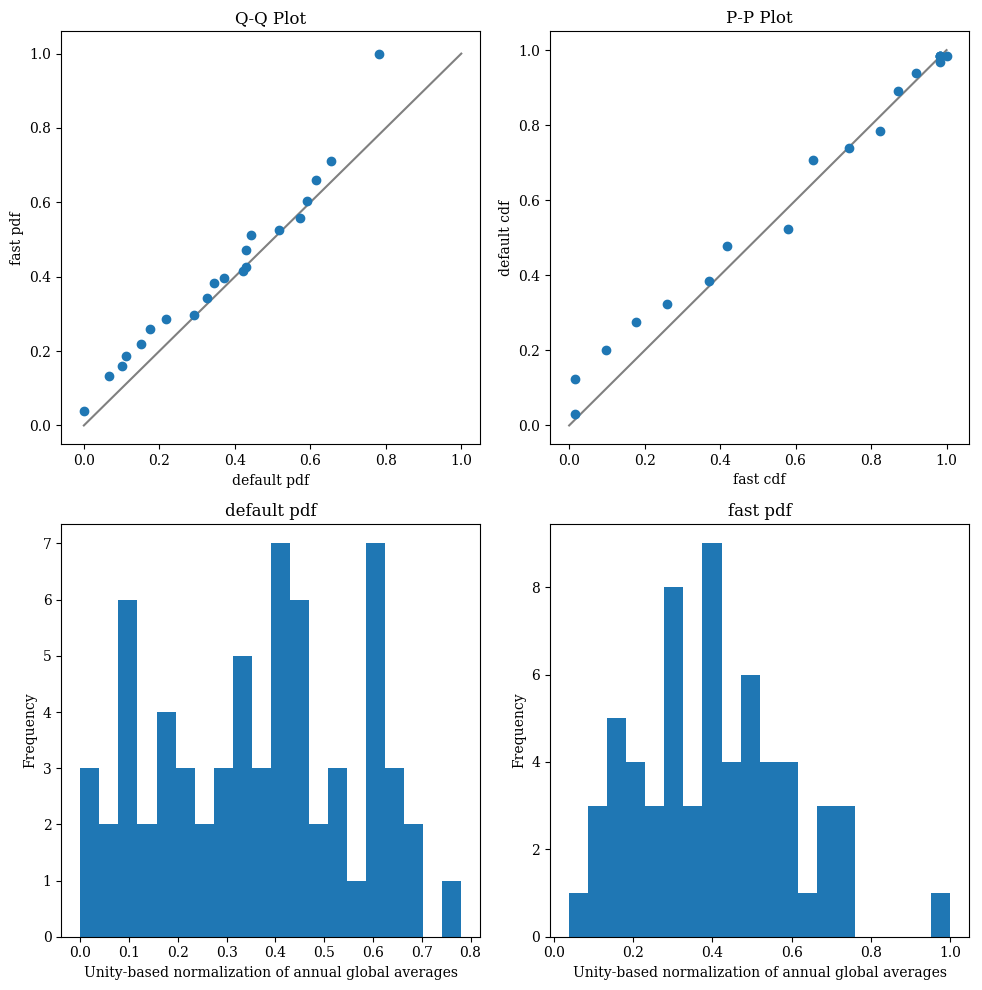 Q-Q Plot
1.0
0.8
0.6
0.4
0.2
0.0
fast pdf
0.0 0.2 0.4 0.6 0.8 1.0
default pdf
P-P Plot
1.0
0.8
0.6
0.4
0.2
0.0
default cdf
0.0 0.2 0.4 0.6 0.8 1.0
fast cdf
default pdf
7
6
5
4
3
2
1
0
Frequency
0.0 0.1 0.2 0.3 0.4 0.5 0.6 0.7 0.8
Unity-based normalization of annual global averages
fast pdf
8
6
4
2
0
Frequency
0.0 0.2 0.4 0.6 0.8 1.0
Unity-based normalization of annual global averages